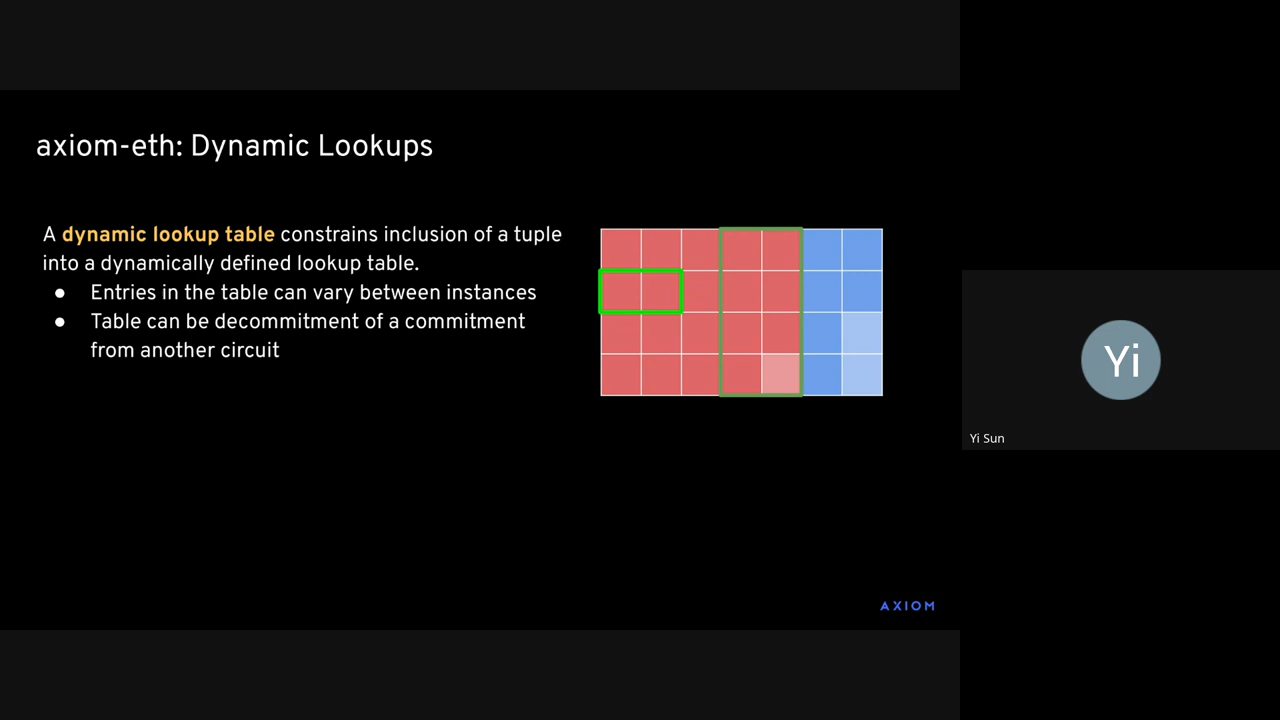 axiom-eth: Dynamic Lookups
A dynamic lookup table constrains inclusion of a tuple
into a dynamically defined lookup table.
● Entries in the table can vary between instances
● Table can be decommitment of a commitment
from another circuit
AXIOM
Yi
Yi Sun